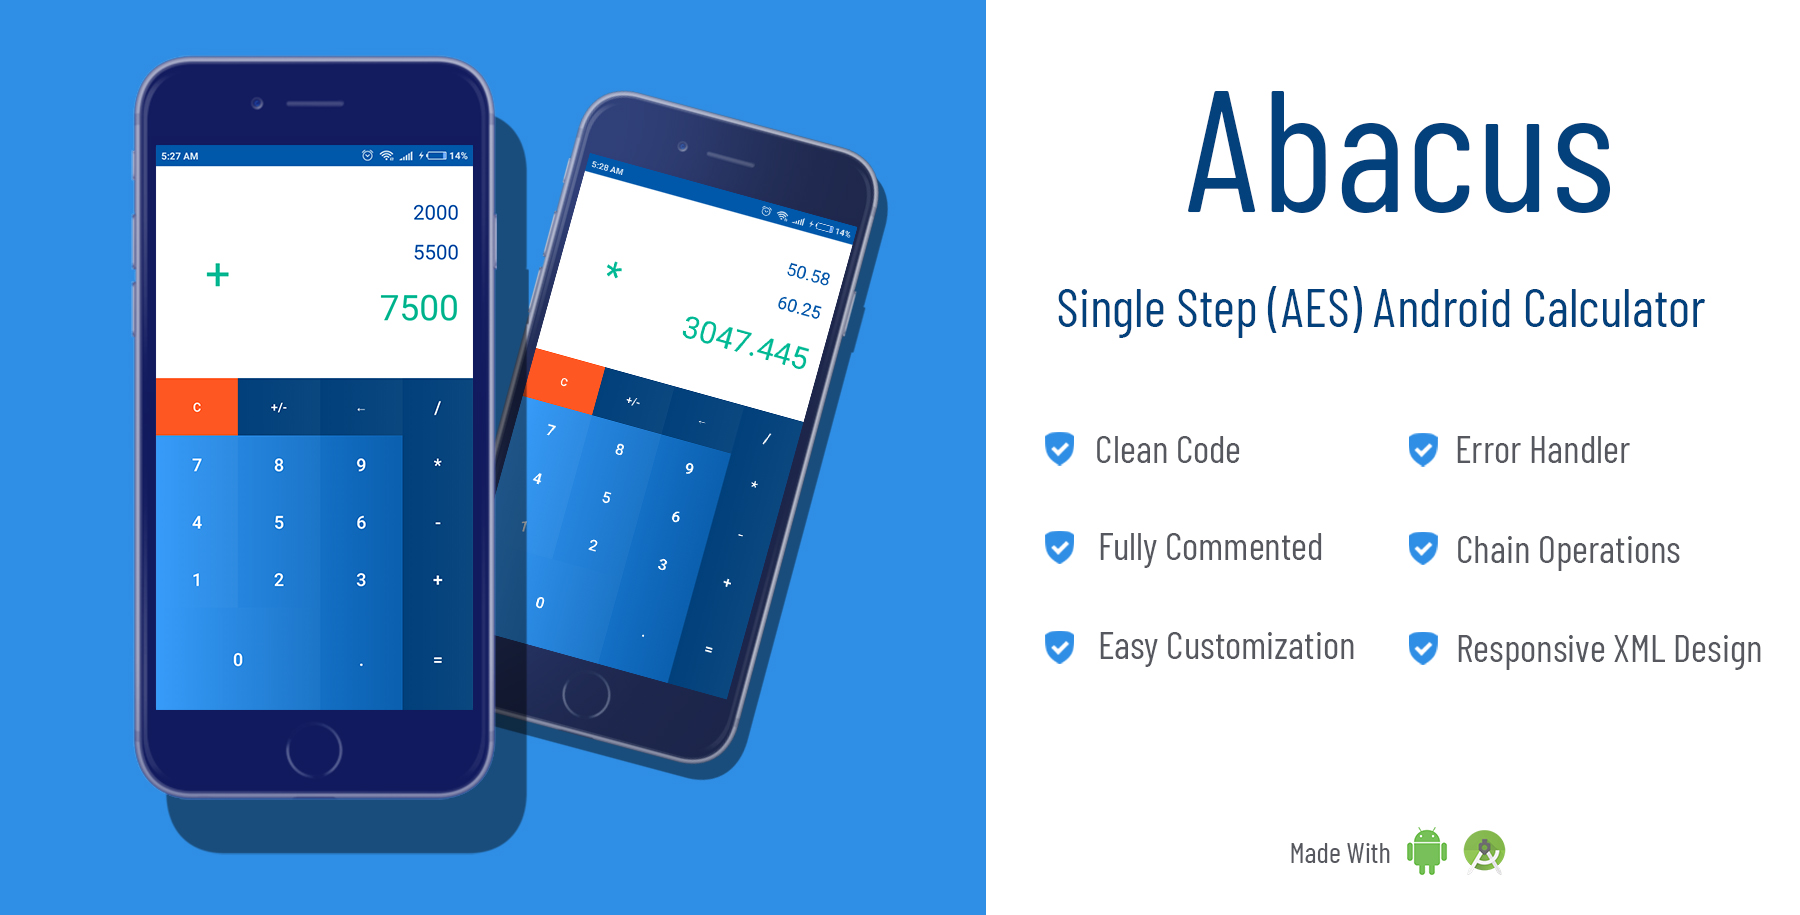 5:27 AM
14%
2000
5500
+
7500
C +/- ← /
7 8 9 *
4 5 6 -
1 2 3 +
0 . =
5:28 AM
14%
50.58
*
60.25
3047.445
C +/- ← /
7 8 9 *
4 5 6 -
1 2 3 +
0 . =
Abacus
Single Step (AES) Android Calculator
Clean Code
Error Handler
Fully Commented
Chain Operations
Easy Customization
Responsive XML Design
Made With